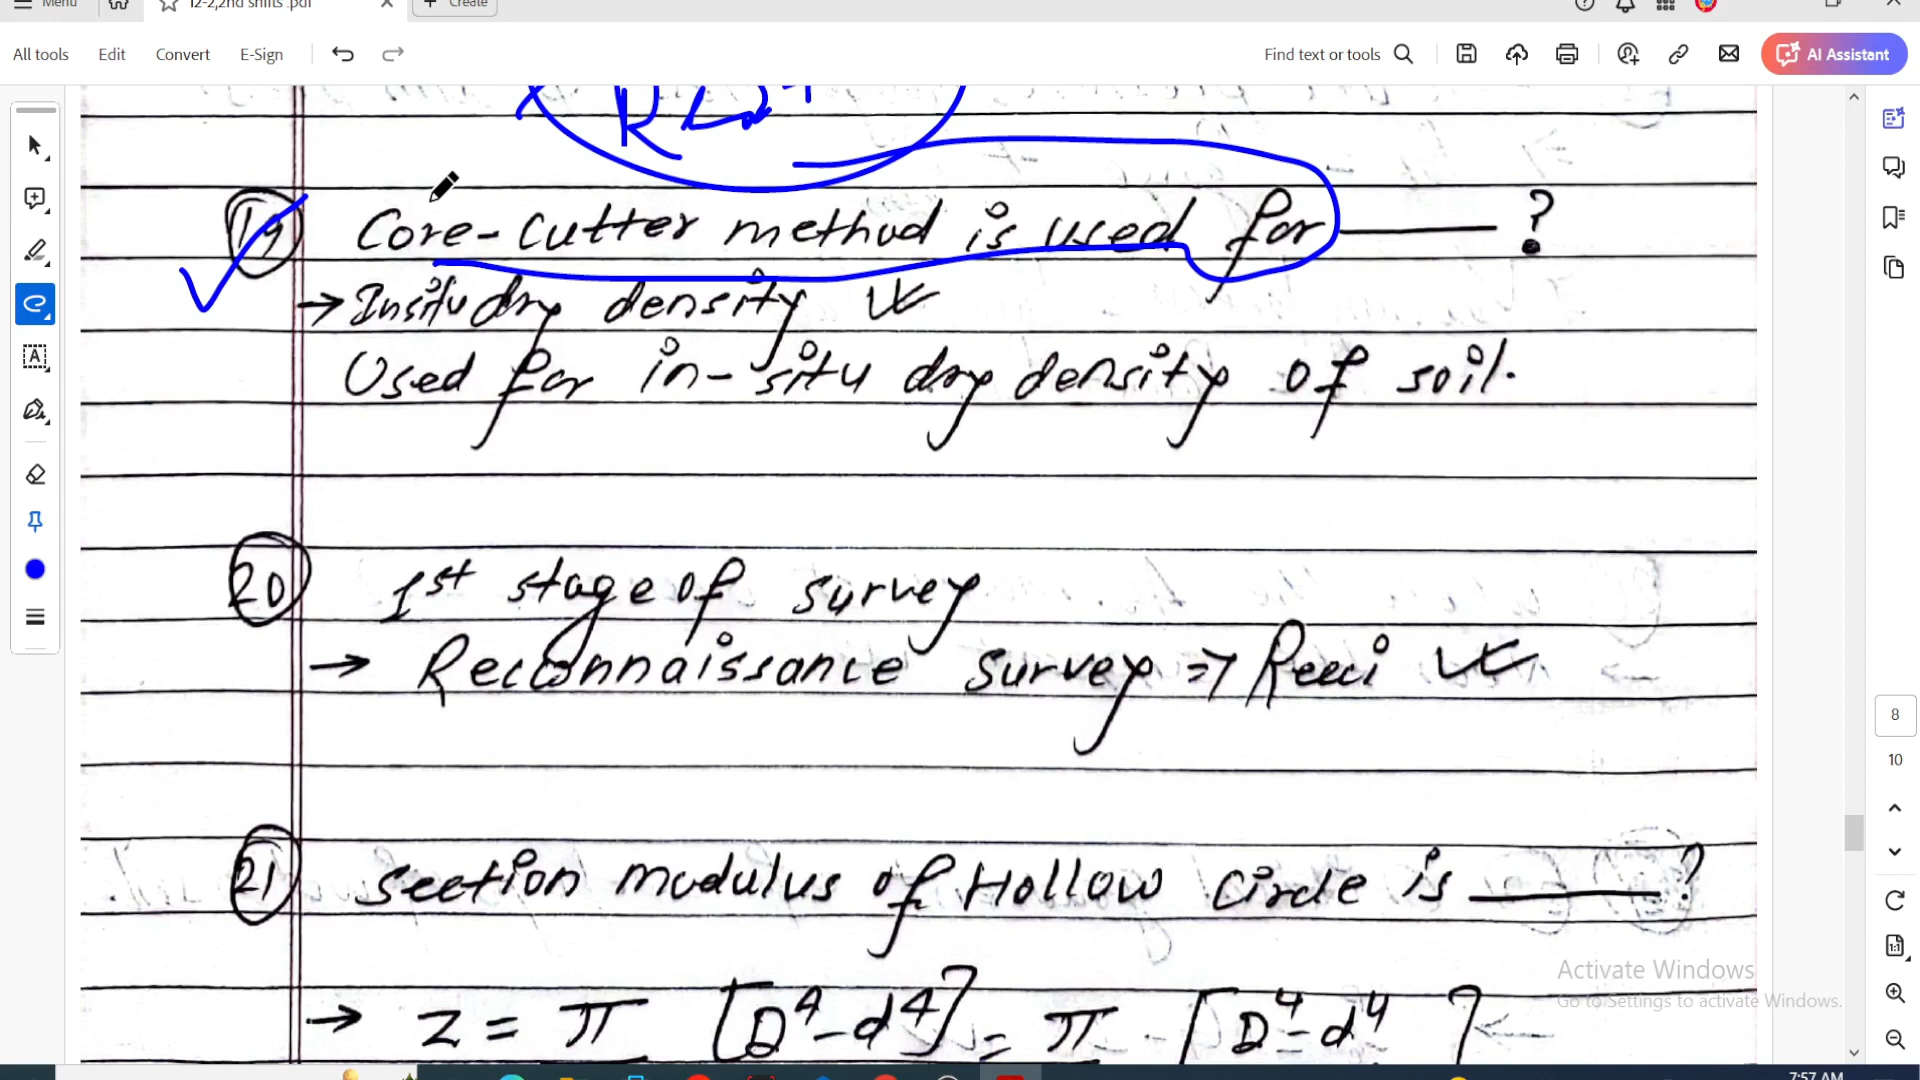 Menu
12-2,2nd shifts .pdf
Create
All tools Edit Convert E-Sign
Find text or tools
AI Assistant
19 Core-Cutter method is used for ——— ?
→ Insitu dry density
Used for in-situ dry density of soil.
20 1st stage of survey
→ Reconnaissance survey ⇒ Recci
21 Section modulus of Hollow Circle is ———?
→ Z = π [D⁴-d⁴] = π · [D⁴-d⁴]
8
10
Activate Windows
Go to Settings to activate Windows.
7:57 AM